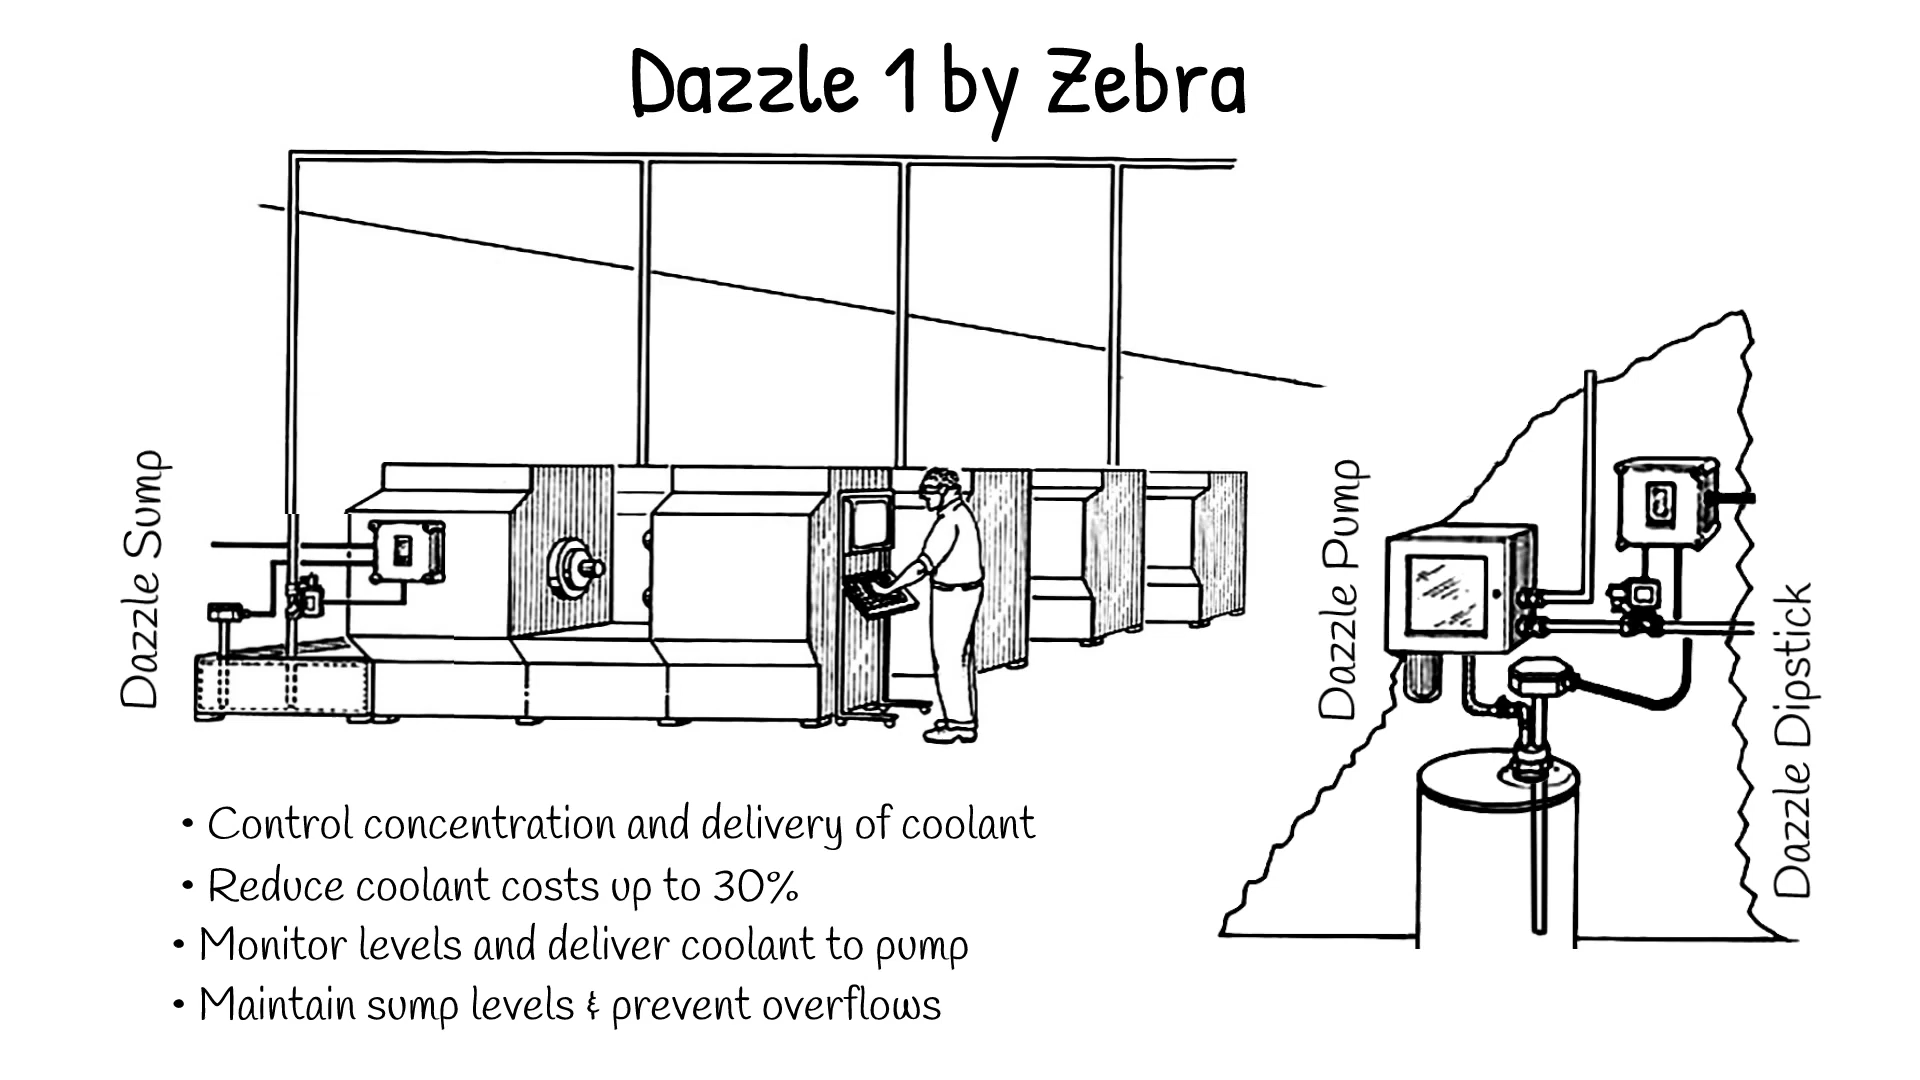 Dazzle 1 by Zebra
Dazzle Sump
Dazzle Pump
Dazzle Dipstick
• Control concentration and delivery of coolant
• Reduce coolant costs up to 30%
• Monitor levels and deliver coolant to pump
• Maintain sump levels & prevent overflows